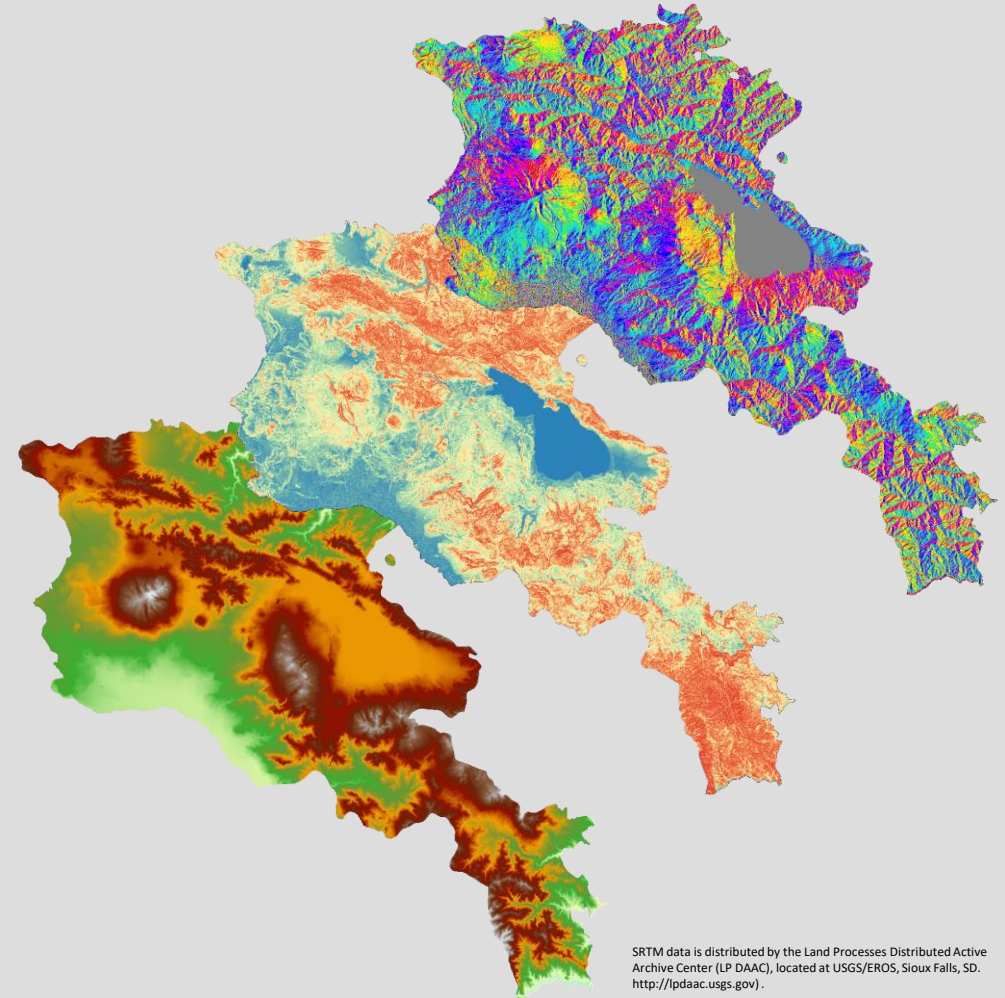 SRTM data is distributed by the Land Processes Distributed Active
Archive Center (LP DAAC), located at USGS/EROS, Sioux Falls, SD.
http://lpdaac.usgs.gov).